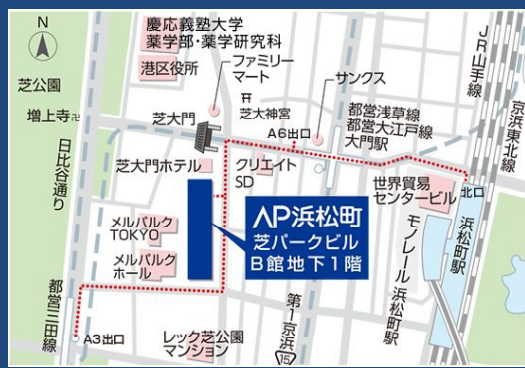 N
慶応義塾大学
薬学部・薬学研究科
港区役所
ファミリー
マート
サンクス
芝公園
増上寺卍
芝大門
芝大神宮
A6出口
都営浅草線
都営大江戸線
大門駅
JR山手線
京浜東北線
日比谷通り
芝大門ホテル
クリエイト
SD
世界貿易
センタービル
北口
AP浜松町
芝パークビル
B館地下1階
メルパルク
TOKYO
メルパルク
ホール
モノレール浜松町駅
浜松町駅
都営三田線
A3出口
レック芝公園
マンション
第1京浜
15